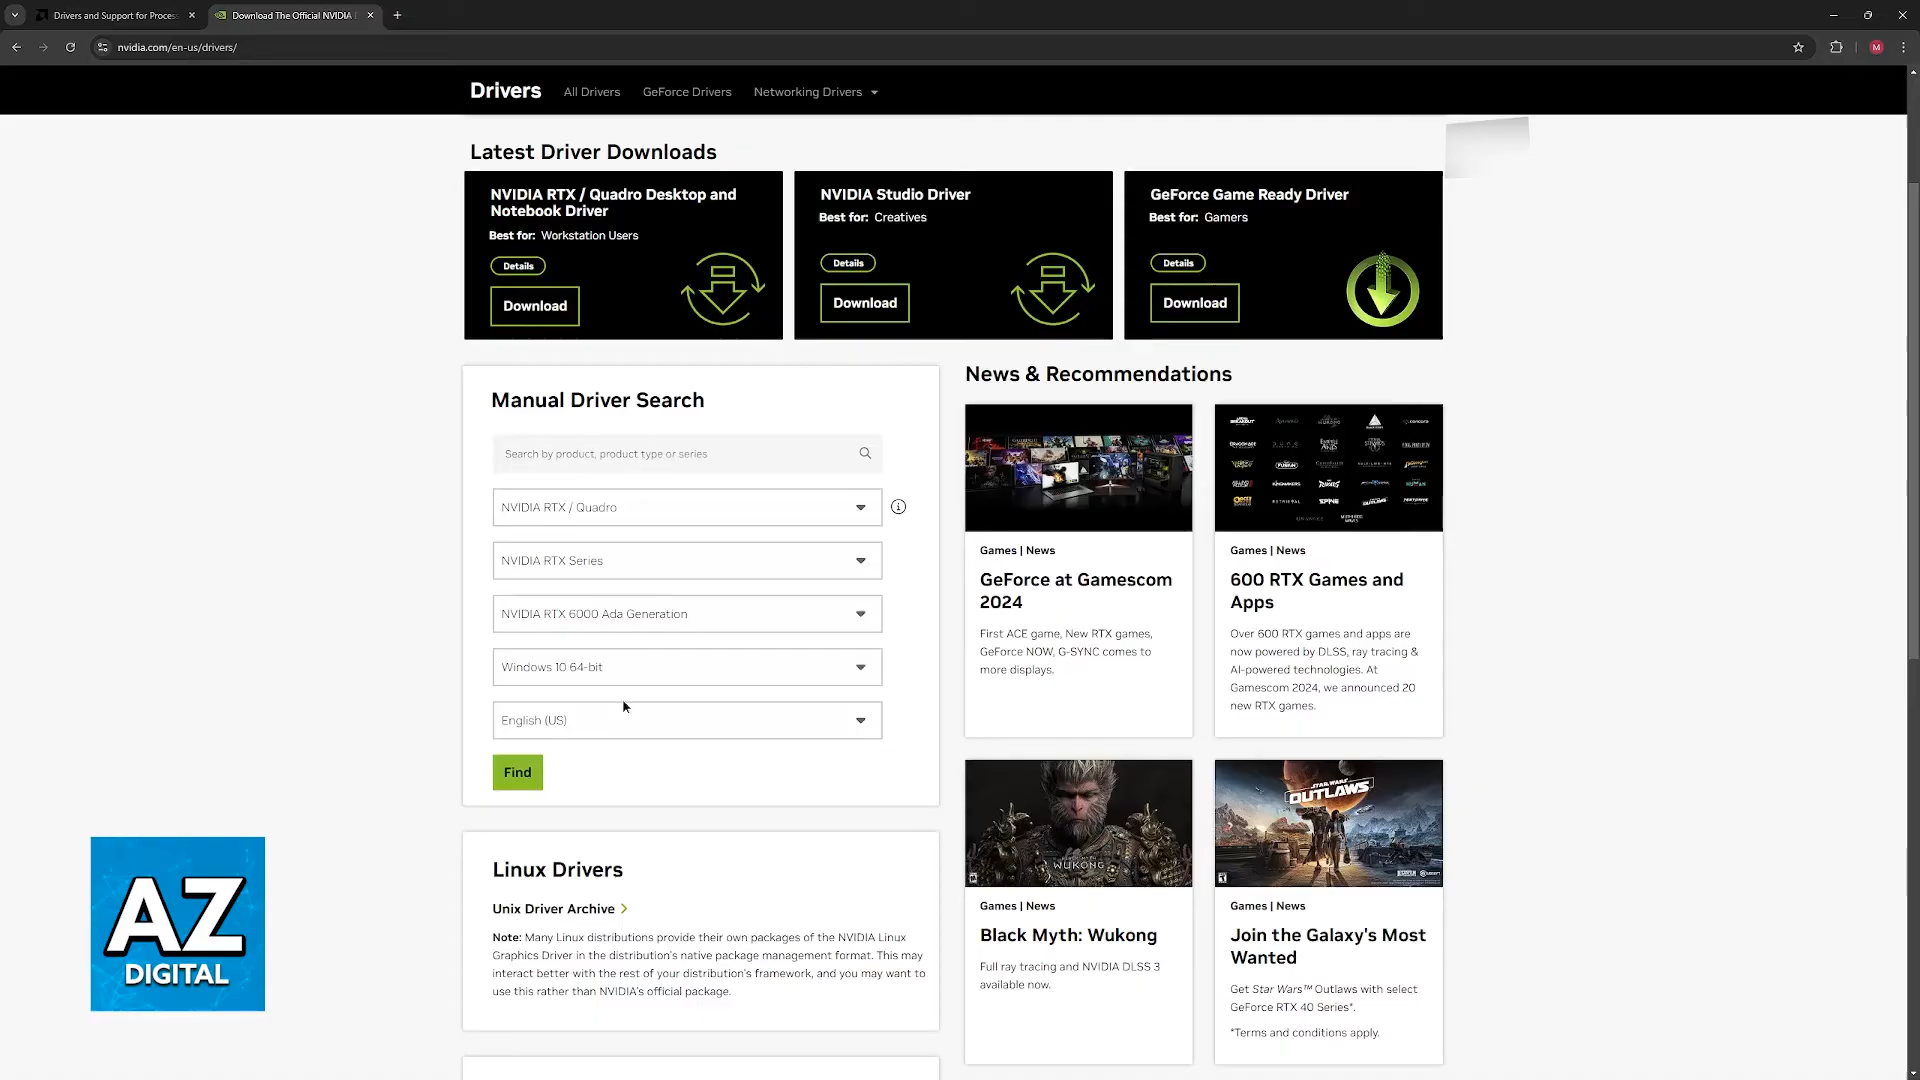 Drivers and Support for Process
Download The Official NVIDIA D
nvidia.com/en-us/drivers/
M
Drivers
All Drivers
GeForce Drivers
Networking Drivers
Latest Driver Downloads
NVIDIA RTX / Quadro Desktop and
Notebook Driver
Best for: Workstation Users
Details
Download
NVIDIA Studio Driver
Best for: Creatives
Details
Download
GeForce Game Ready Driver
Best for: Gamers
Details
Download
Manual Driver Search
Search by product, product type or series
NVIDIA RTX / Quadro
NVIDIA RTX Series
NVIDIA RTX 6000 Ada Generation
Windows 10 64-bit
English (US)
Find
Linux Drivers
Unix Driver Archive
Note: Many Linux distributions provide their own packages of the NVIDIA Linux
Graphics Driver in the distribution's native package management format. This may
interact better with the rest of your distribution's framework, and you may want to
use this rather than NVIDIA's official package.
News & Recommendations
Games | News
GeForce at Gamescom
2024
First ACE game, New RTX games,
GeForce NOW, G-SYNC comes to
more displays.
Games | News
600 RTX Games and
Apps
Over 600 RTX games and apps are
now powered by DLSS, ray tracing &
AI-powered technologies. At
Gamescom 2024, we announced 20
new RTX games.
WUKONG
Games | News
Black Myth: Wukong
Full ray tracing and NVIDIA DLSS 3
available now.
STAR WARS
OUTLAWS
Games | News
Join the Galaxy's Most
Wanted
Get Star Wars™ Outlaws with select
GeForce RTX 40 Series*.
*Terms and conditions apply.
AZ
DIGITAL